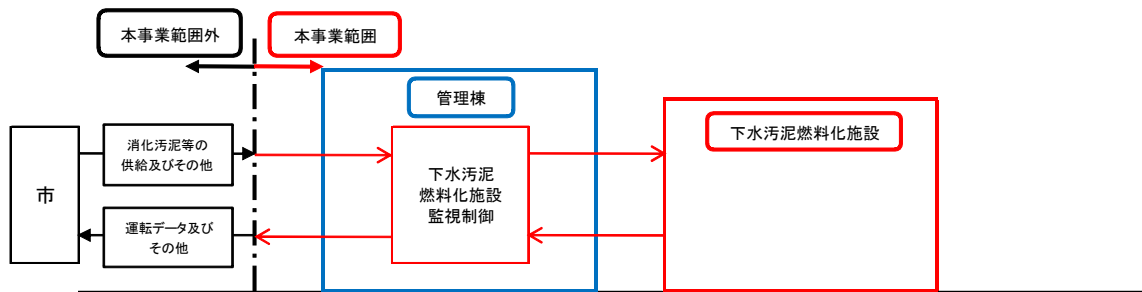 本事業範囲外
本事業範囲
管理棟
下水汚泥燃料化施設
市
消化汚泥等の
供給及びその他
下水汚泥
燃料化施設
監視制御
運転データ及び
その他